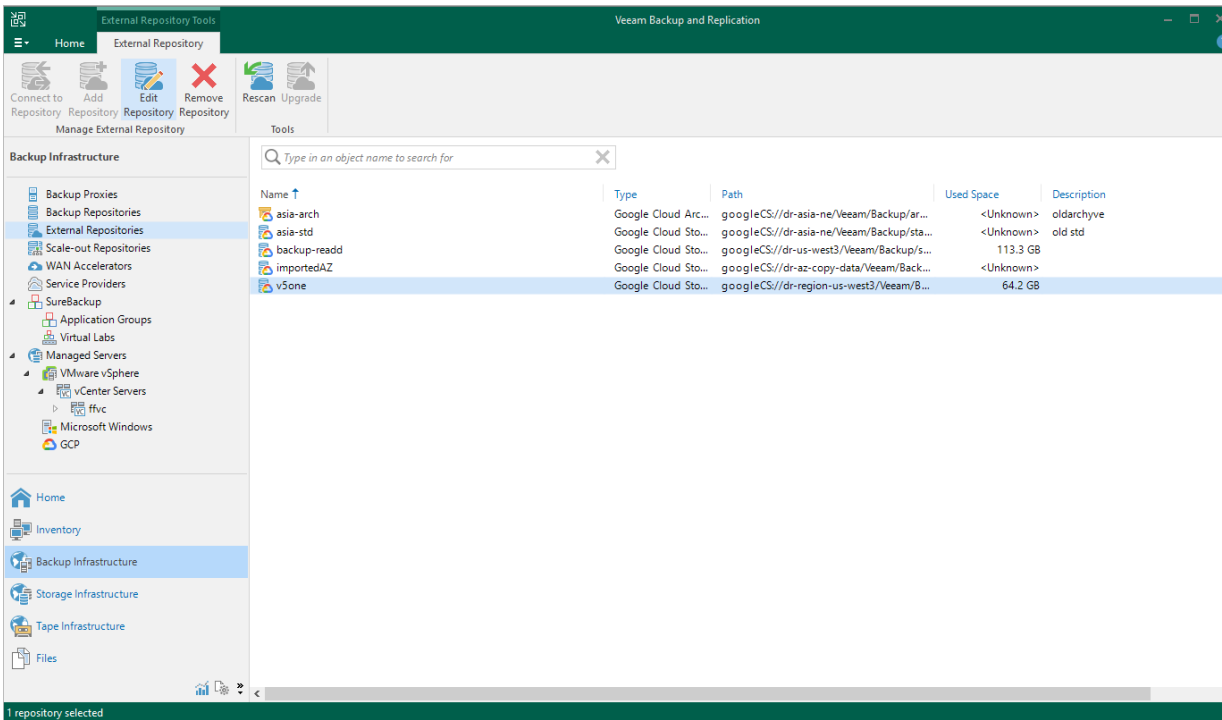 External Repository Tools
Veeam Backup and Replication
Home
External Repository
Connect to Repository
Add Repository
Edit Repository
Remove Repository
Rescan
Upgrade
Manage External Repository
Tools
Backup Infrastructure
Backup Proxies
Backup Repositories
External Repositories
Scale-out Repositories
WAN Accelerators
Service Providers
SureBackup
Application Groups
Virtual Labs
Managed Servers
VMware vSphere
vCenter Servers
ffvc
Microsoft Windows
GCP
Home
Inventory
Backup Infrastructure
Storage Infrastructure
Tape Infrastructure
Files
Type in an object name to search for
Name Type Path Used Space Description
asia-arch Google Cloud Arc... googleCS://dr-asia-ne/Veeam/Backup/ar... <Unknown> oldarchyve
asia-std Google Cloud Sto... googleCS://dr-asia-ne/Veeam/Backup/sta... <Unknown> old std
backup-readd Google Cloud Sto... googleCS://dr-us-west3/Veeam/Backup/s... 113.3 GB
importedAZ Google Cloud Sto... googleCS://dr-az-copy-data/Veeam/Back... <Unknown>
v5one Google Cloud Sto... googleCS://dr-region-us-west3/Veeam/B... 64.2 GB
1 repository selected